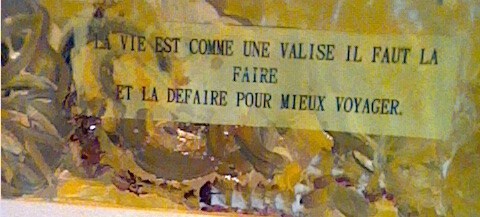 LA VIE EST COMME UNE VALISE IL FAUT LA
FAIRE
ET LA DEFAIRE POUR MIEUX VOYAGER.